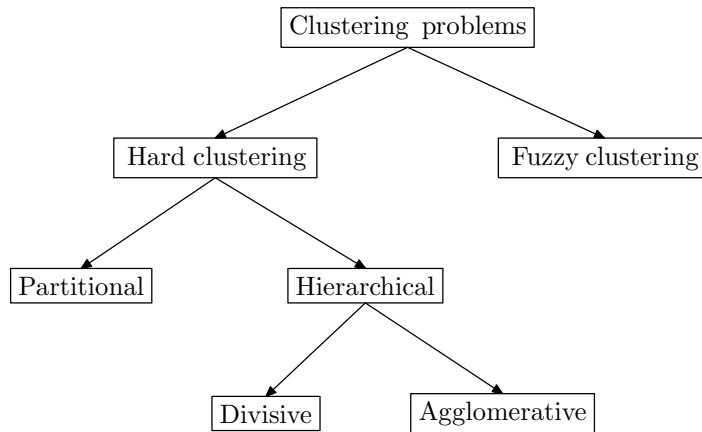 Clustering problems
Hard clustering
Fuzzy clustering
Partitional
Hierarchical
Divisive
Agglomerative